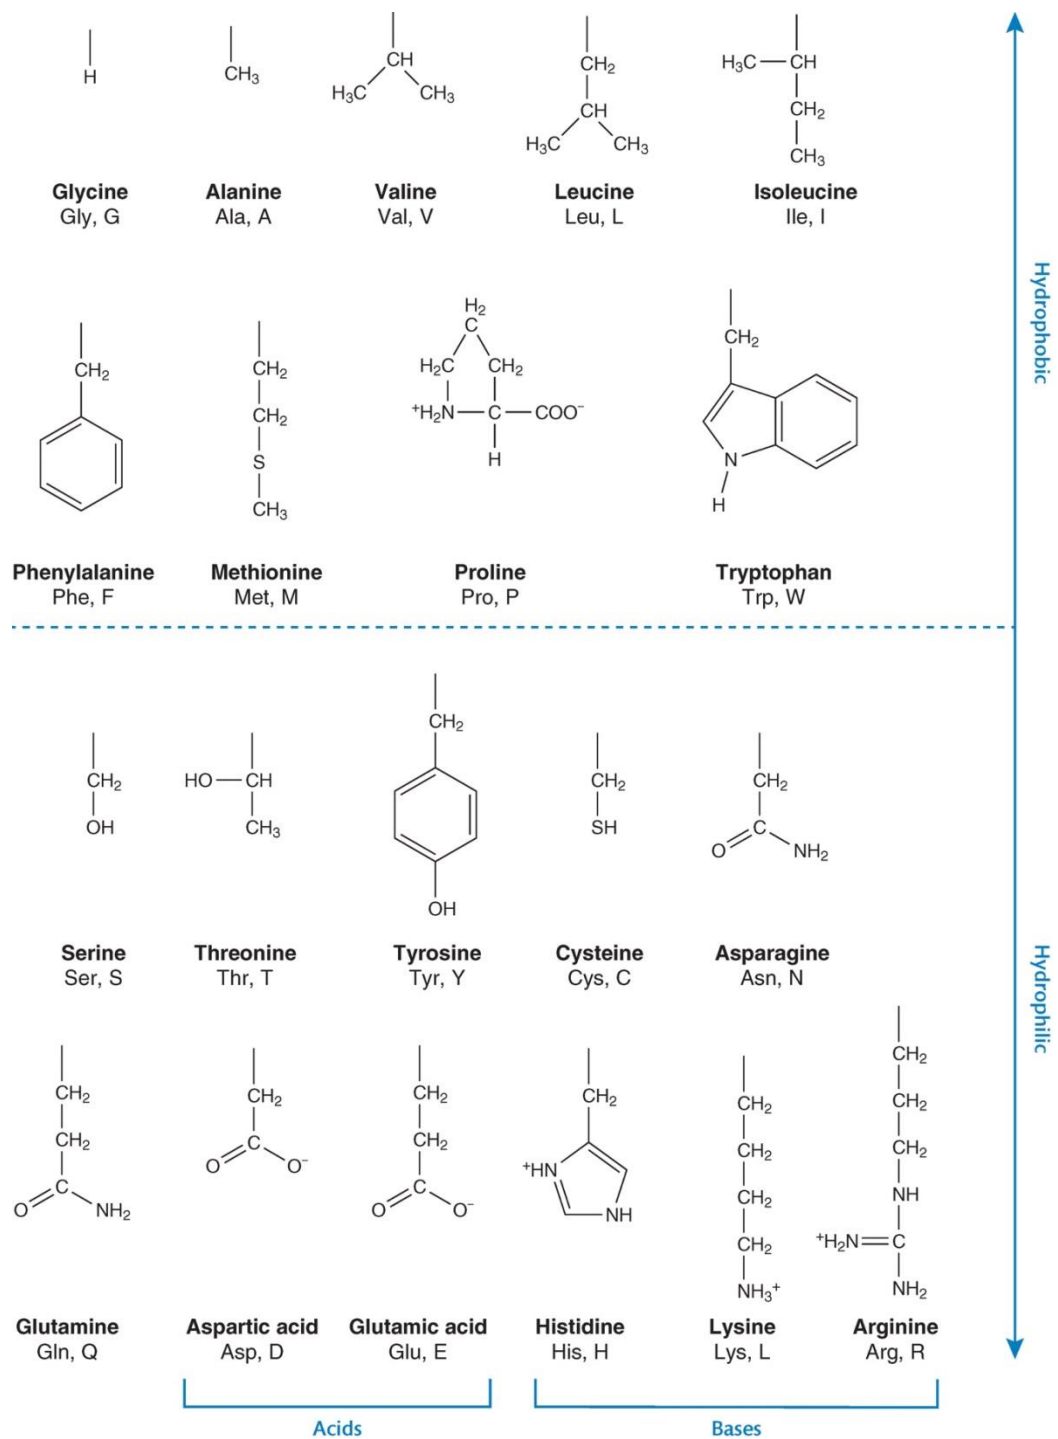 H
CH3
CH
H3C
CH3
CH2
CH
H3C
CH3
H3C
CH
CH2
CH3
Glycine
Gly, G
Alanine
Ala, A
Valine
Val, V
Leucine
Leu, L
Isoleucine
Ile, I
CH2
CH2
CH2
S
CH3
H2
C
H2C
CH2
+H2N
C
COO−
H
CH2
N
H
Phenylalanine
Phe, F
Methionine
Met, M
Proline
Pro, P
Tryptophan
Trp, W
Hydrophobic
CH2
OH
HO
CH
CH3
CH2
OH
CH2
SH
CH2
C
O
NH2
Serine
Ser, S
Threonine
Thr, T
Tyrosine
Tyr, Y
Cysteine
Cys, C
Asparagine
Asn, N
Hydrophilic
CH2
CH2
C
O
NH2
CH2
C
O
O−
CH2
CH2
C
O
O−
CH2
+HN
NH
CH2
CH2
CH2
CH2
NH3+
CH2
CH2
CH2
NH
+H2N
C
NH2
Glutamine
Gln, Q
Aspartic acid
Asp, D
Glutamic acid
Glu, E
Histidine
His, H
Lysine
Lys, L
Arginine
Arg, R
Acids
Bases